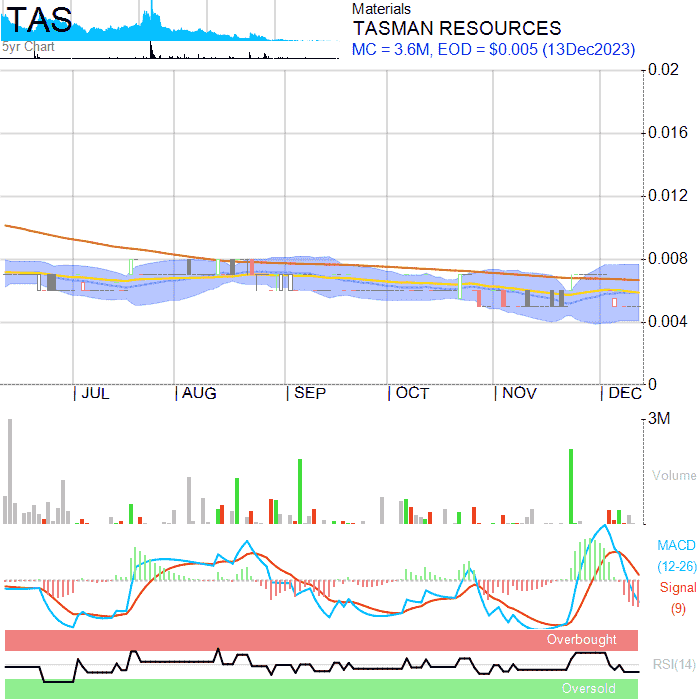 TAS
5yr Chart
Materials
TASMAN RESOURCES
MC = 3.6M, EOD = $0.005 (13Dec2023)
0.02
0.016
0.012
0.008
0.004
0
JUL
AUG
SEP
OCT
NOV
DEC
3M
Volume
MACD
(12-26)
Signal
(9)
Overbought
RSI(14)
Oversold